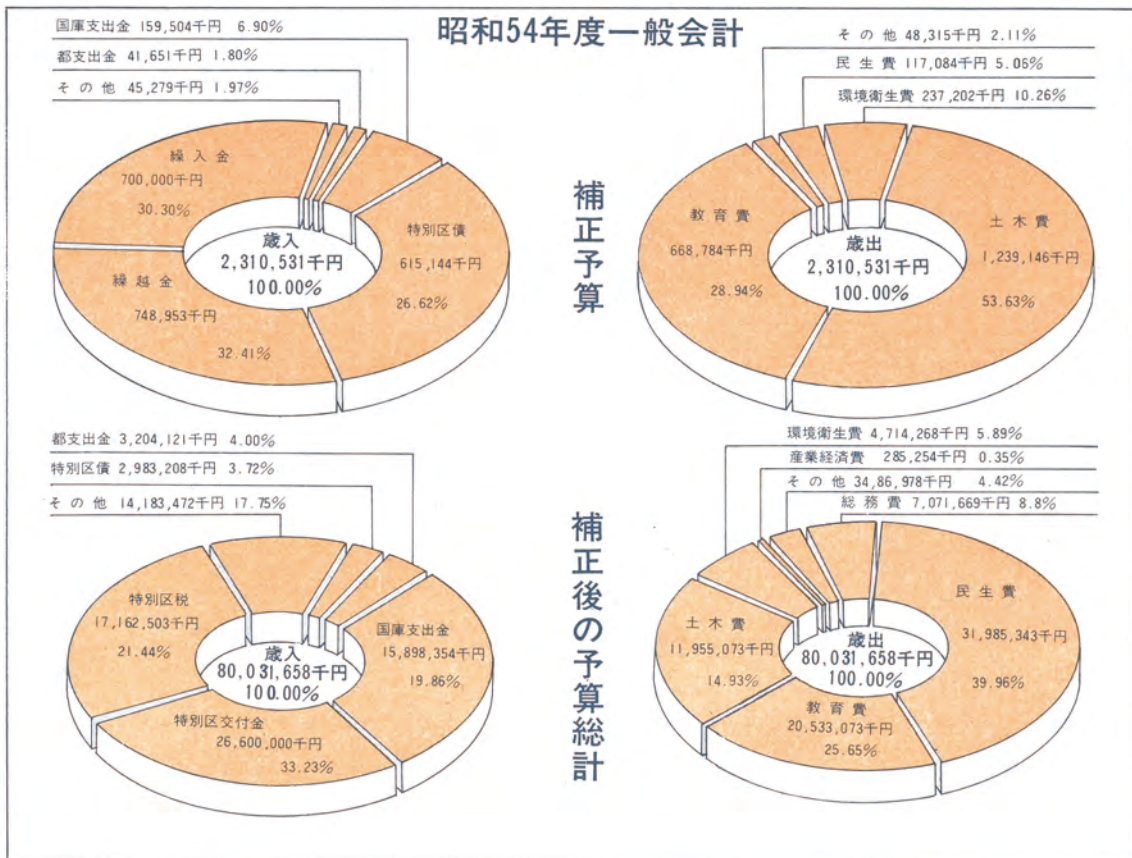 昭和54年度一般会計
補正予算
国庫支出金 159,504千円 6.90%
都支出金 41,651千円 1.80%
その他 45,279千円 1.97%
繰入金
700,000千円
30.30%
特別区債
615,144千円
26.62%
繰越金
748,953千円
32.41%
歳入
2,310,531千円
100.00%
その他 48,315千円 2.11%
民生費 117,084千円 5.06%
環境衛生費 237,202千円 10.26%
教育費
668,784千円
28.94%
土木費
1,239,146千円
53.63%
歳出
2,310,531千円
100.00%
補正後の予算総計
都支出金 3,204,121千円 4.00%
特別区債 2,983,208千円 3.72%
その他 14,183,472千円 17.75%
特別区税
17,162,503千円
21.44%
国庫支出金
15,898,354千円
19.86%
歳入
80,031,658千円
100.00%
特別区交付金
26,600,000千円
33.23%
環境衛生費 4,714,268千円 5.89%
産業経済費 285,254千円 0.35%
その他 34,86,978千円 4.42%
総務費 7,071,669千円 8.8%
民生費
31,985,343千円
39.96%
土木費
11,955,073千円
14.93%
歳出
80,031,658千円
100.00%
教育費
20,533,073千円
25.65%